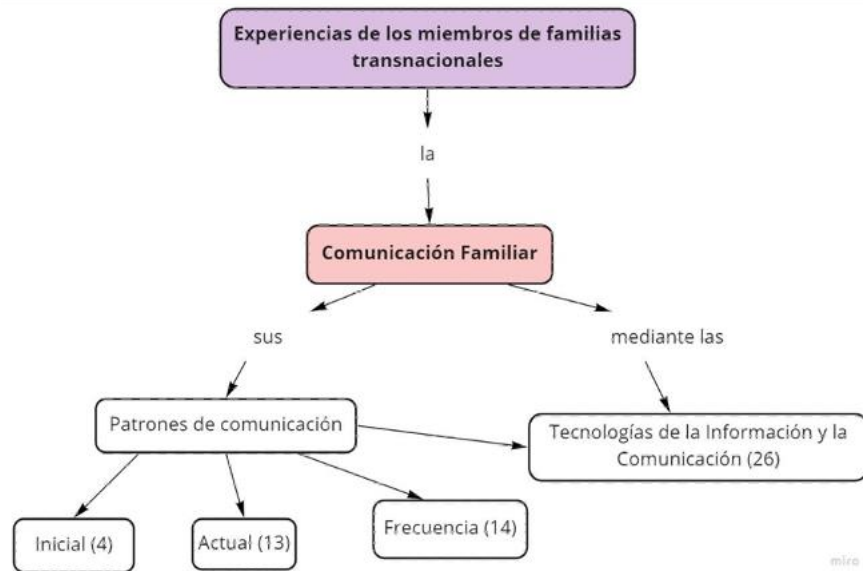 Experiencias de los miembros de familias
transnacionales
la
Comunicación Familiar
sus
mediante las
Patrones de comunicación
Tecnologías de la Información y la
Comunicación (26)
Inicial (4)
Actual (13)
Frecuencia (14)
miro